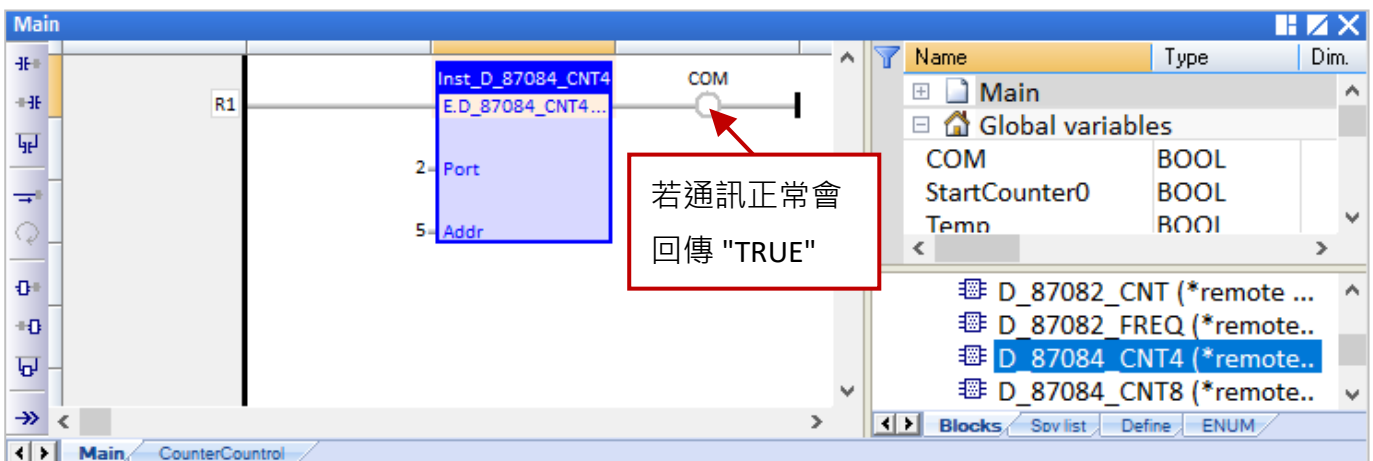 Main
Name Type Dim.
Inst_D_87084_CNT4
E.D_87084_CNT4...
COM
R1
2 Port
5 Addr
若通訊正常會
回傳 "TRUE"
Main
Global variables
COM BOOL
StartCounter0 BOOL
Temp BOOL
D_87082_CNT (*remote ...
D_87082_FREQ (*remote..
D_87084_CNT4 (*remote..
D_87084_CNT8 (*remote..
Blocks Spy list Define ENUM
Main CounterCountrol